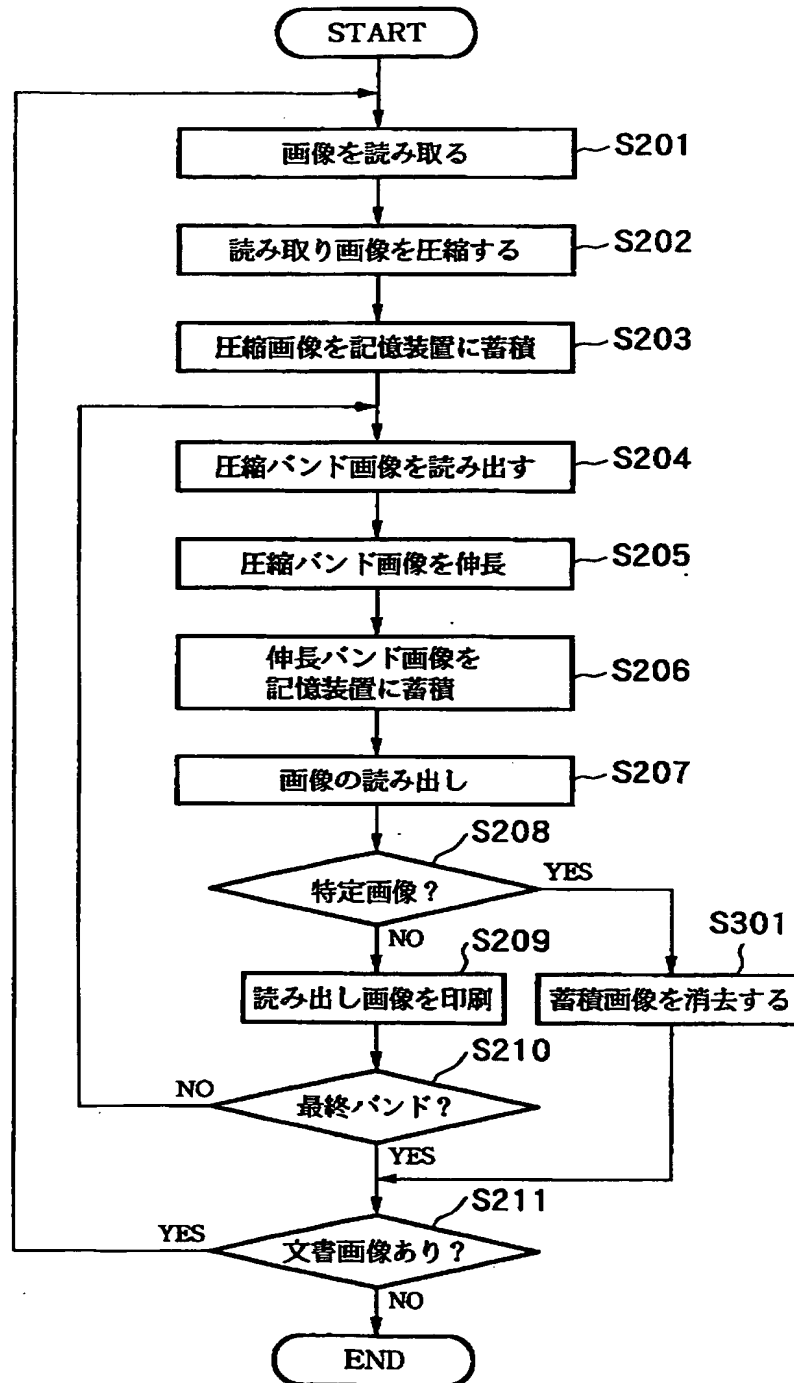 START
画像を読み取る
S201
読み取り画像を圧縮する
S202
圧縮画像を記憶装置に蓄積
S203
圧縮バンド画像を読み出す
S204
圧縮バンド画像を伸長
S205
伸長バンド画像を
記憶装置に蓄積
S206
画像の読み出し
S207
S208
特定画像?
YES
NO
S209
S301
読み出し画像を印刷
蓄積画像を消去する
S210
NO
最終バンド?
YES
S211
YES
文書画像あり?
NO
END